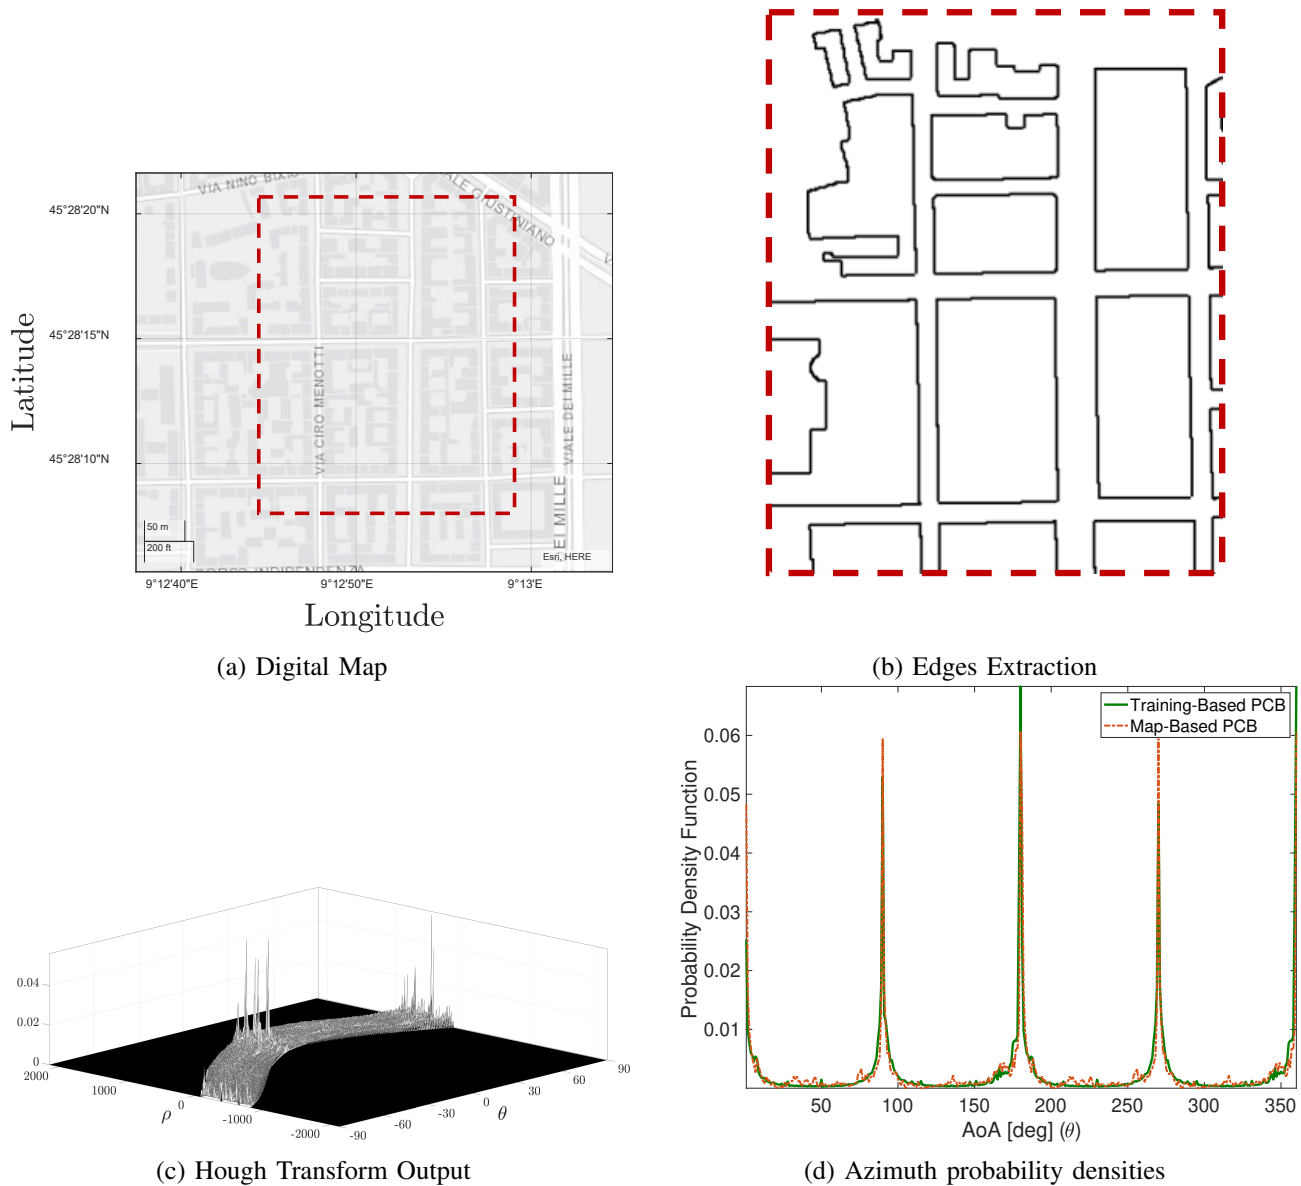 VIA NINO BIXIO
ALE GIUSTINIANO
45°28'20"N
45°28'15"N
45°28'10"N
Latitude
VIA CIRO MENOTTI
VIALE DEI MILLE
EI MILLE
50 m
200 ft
Esri, HERE
CORSO INDIPENDENZA
9°12'40"E
9°12'50"E
9°13'E
Longitude
(a) Digital Map
(b) Edges Extraction
0.04
0.02
0
2000
1000
0
-1000
-2000
ρ
-90
-60
-30
0
30
60
90
θ
(c) Hough Transform Output
Training-Based PCB
Map-Based PCB
0.06
0.05
0.04
0.03
0.02
0.01
Probability Density Function
50 100 150 200 250 300 350
AoA [deg] (θ)
(d) Azimuth probability densities